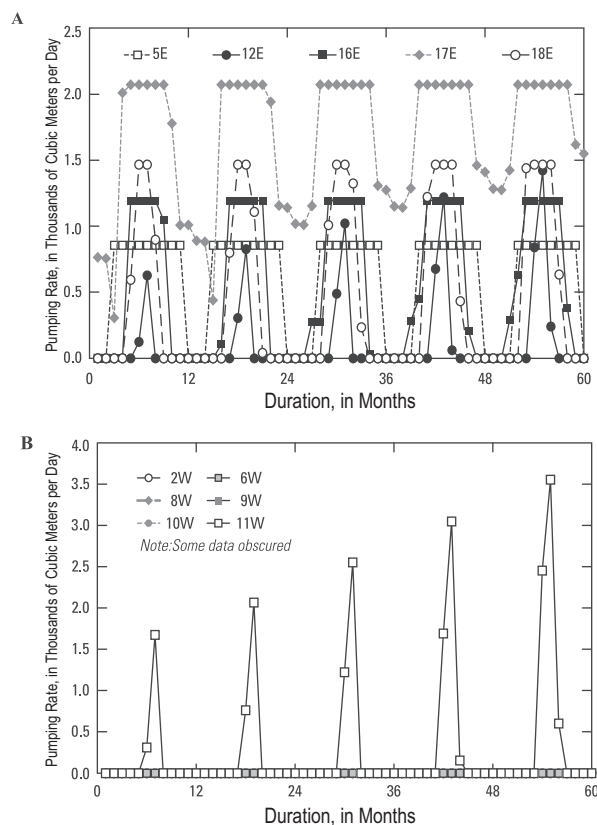 A
Pumping Rate, in Thousands of Cubic Meters per Day
2.5
2.0
1.5
1.0
0.5
0.0
5E 12E 16E 17E 18E
0 12 24 36 48 60
Duration, in Months
B
Pumping Rate, in Thousands of Cubic Meters per Day
4.0
3.5
3.0
2.5
2.0
1.5
1.0
0.5
0.0
2W 6W
8W 9W
10W 11W
Note:Some data obscured
0 12 24 36 48 60
Duration, in Months